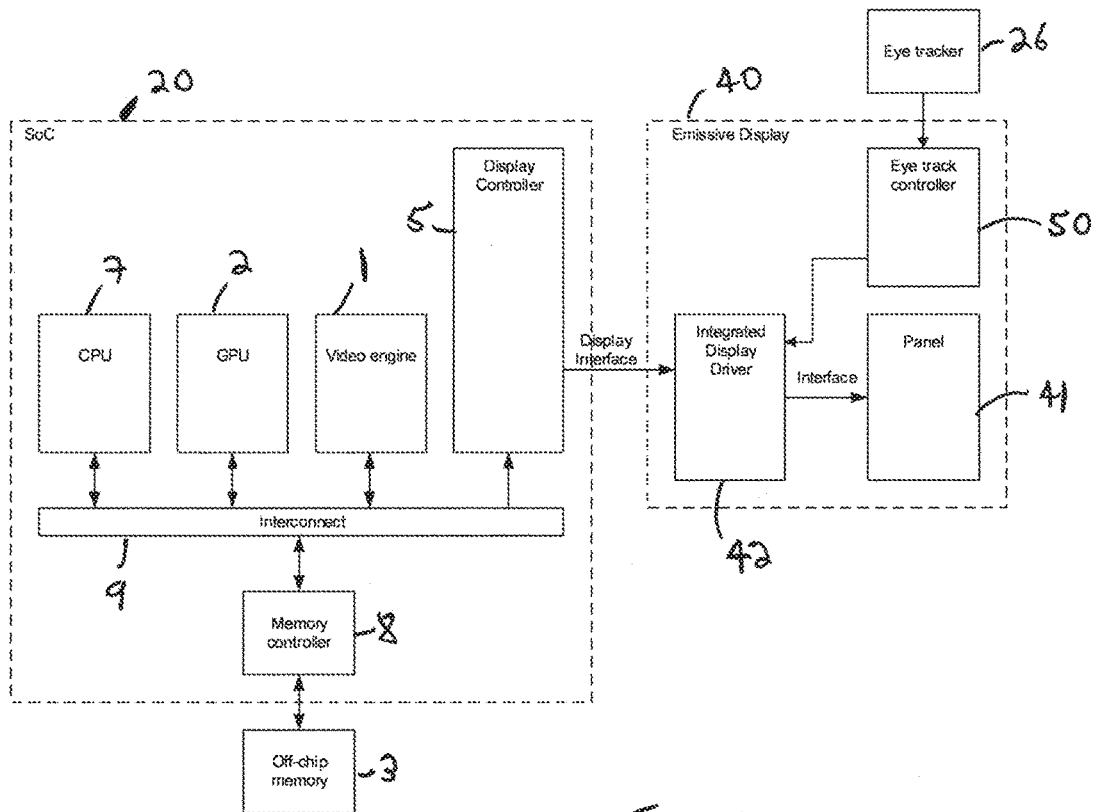 26
Eye tracker
20
40
SoC
Emissive Display
Display
Controller
Eye track
controller
5
50
7
2
1
CPU
GPU
Video engine
Display
Interface
Integrated
Display
Driver
Interface
Panel
41
Interconnect
9
42
Memory
controller
8
Off-chip
memory
3